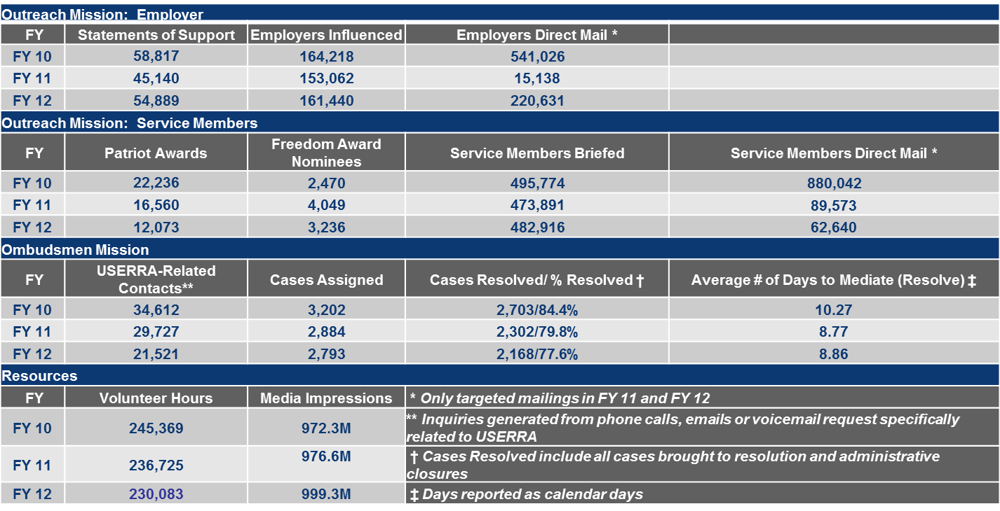 Outreach Mission:  Employer
FY Statements of Support Employers Influenced Employers Direct Mail *
FY 10 58,817 164,218 541,026
FY 11 45,140 153,062 15,138
FY 12 54,889 161,440 220,631
Outreach Mission:  Service Members
FY Patriot Awards Freedom Award Nominees Service Members Briefed Service Members Direct Mail *
FY 10 22,236 2,470 495,774 880,042
FY 11 16,560 4,049 473,891 89,573
FY 12 12,073 3,236 482,916 62,640
Ombudsmen Mission
FY USERRA-Related Contacts** Cases Assigned Cases Resolved/ % Resolved † Average # of Days to Mediate (Resolve) ‡
FY 10 34,612 3,202 2,703/84.4% 10.27
FY 11 29,727 2,884 2,302/79.8% 8.77
FY 12 21,521 2,793 2,168/77.6% 8.86
Resources
FY Volunteer Hours Media Impressions * Only targeted mailings in FY 11 and FY 12
FY 10 245,369 972.3M ** Inquiries generated from phone calls, emails or voicemail request specifically
related to USERRA
FY 11 236,725 976.6M † Cases Resolved include all cases brought to resolution and administrative
closures
FY 12 230,083 999.3M ‡ Days reported as calendar days